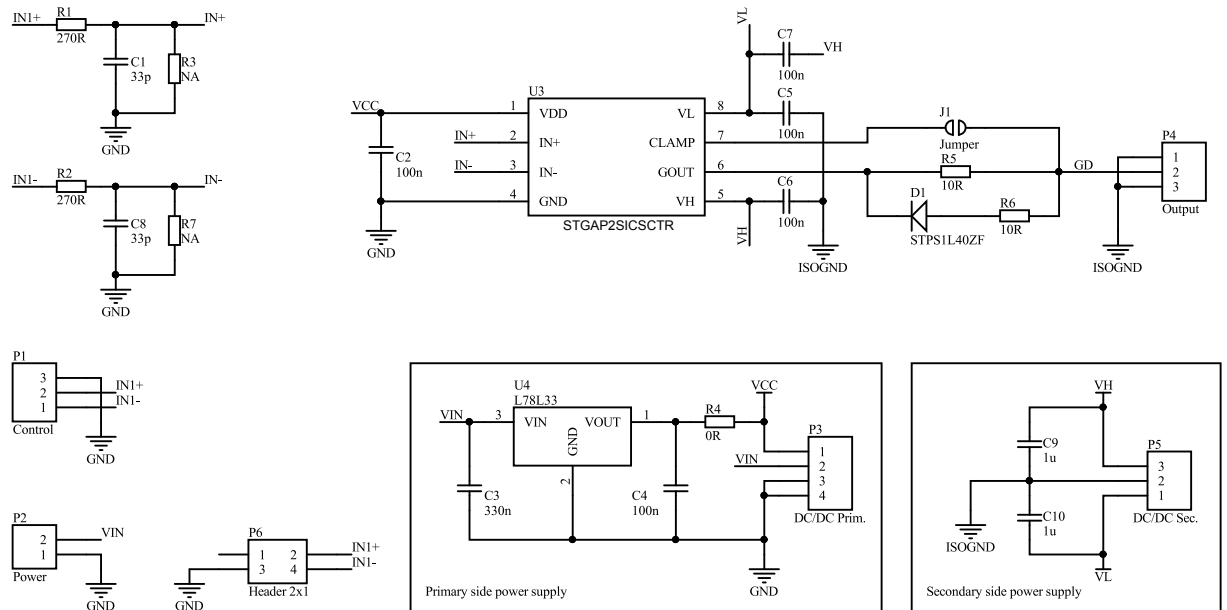 IN1+ R1 270R IN+
C1 33p
R3 NA
GND
IN1- R2 270R IN-
C8 33p
R7 NA
GND
P1
3
2 IN1+
1 IN1-
Control
GND
P2
2 VIN
1
Power
GND
P6
1 2 IN1+
3 4 IN1-
Header 2x1
GND
VCC
C2 100n
GND
IN+
IN-
U3
1 VDD VL 8
2 IN+ CLAMP 7
3 IN- GOUT 6
4 GND VH 5
STGAP2SICSCTR
VL
C7 100n VH
C5 100n
C6 100n
VH
ISOGND
J1 Jumper
R5 10R
D1 STPS1L40ZF
R6 10R
GD
P4
1
2
3
Output
ISOGND
U4
L78L33
VIN 3 VIN VOUT 1
GND
2
C3 330n
C4 100n
R4 0R
VCC
VIN
P3
1
2
3
4
DC/DC Prim.
GND
Primary side power supply
VH
C9 1u
C10 1u
ISOGND
VL
P5
3
2
1
DC/DC Sec.
Secondary side power supply